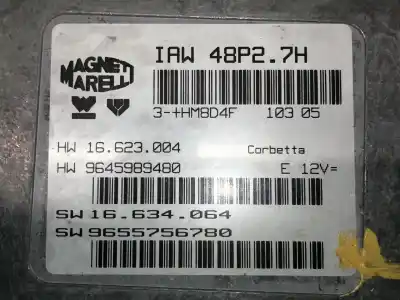 MAGNETI
MARELLI
IAW 48P2.7H
3-+HM8D4F 103 05
HW 16.623.004 Corbetta
HW 9645989480 E 12V=
SW 16.634.064
SW 9655756780